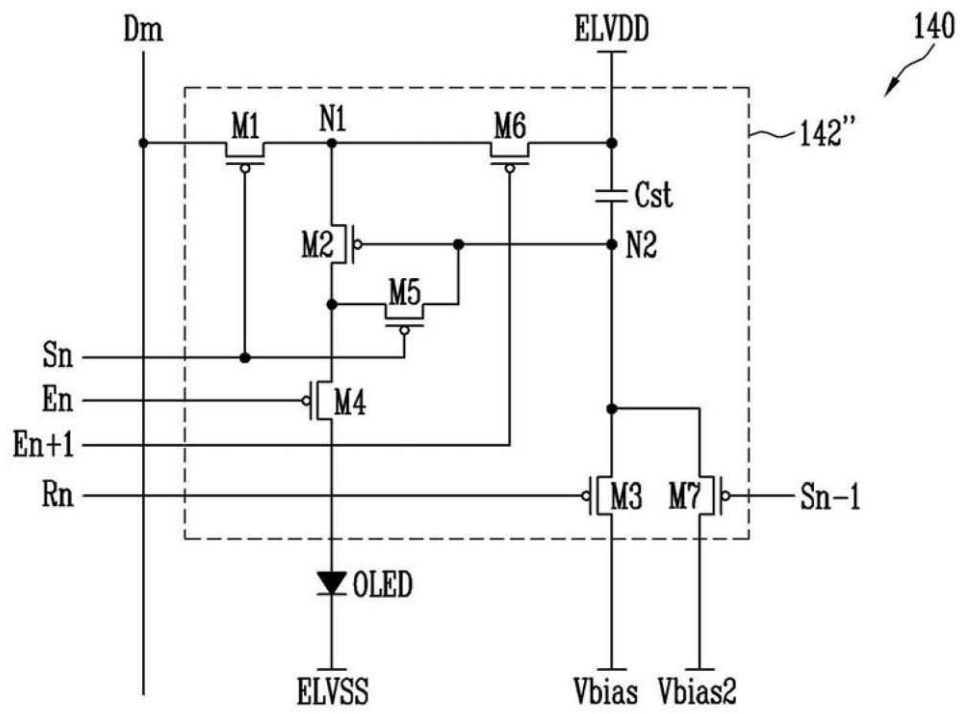 Dm
ELVDD
140
M1
N1
M6
142"
Cst
M2
N2
M5
Sn
En
M4
En+1
Rn
M3
M7
Sn-1
OLED
ELVSS
Vbias
Vbias2